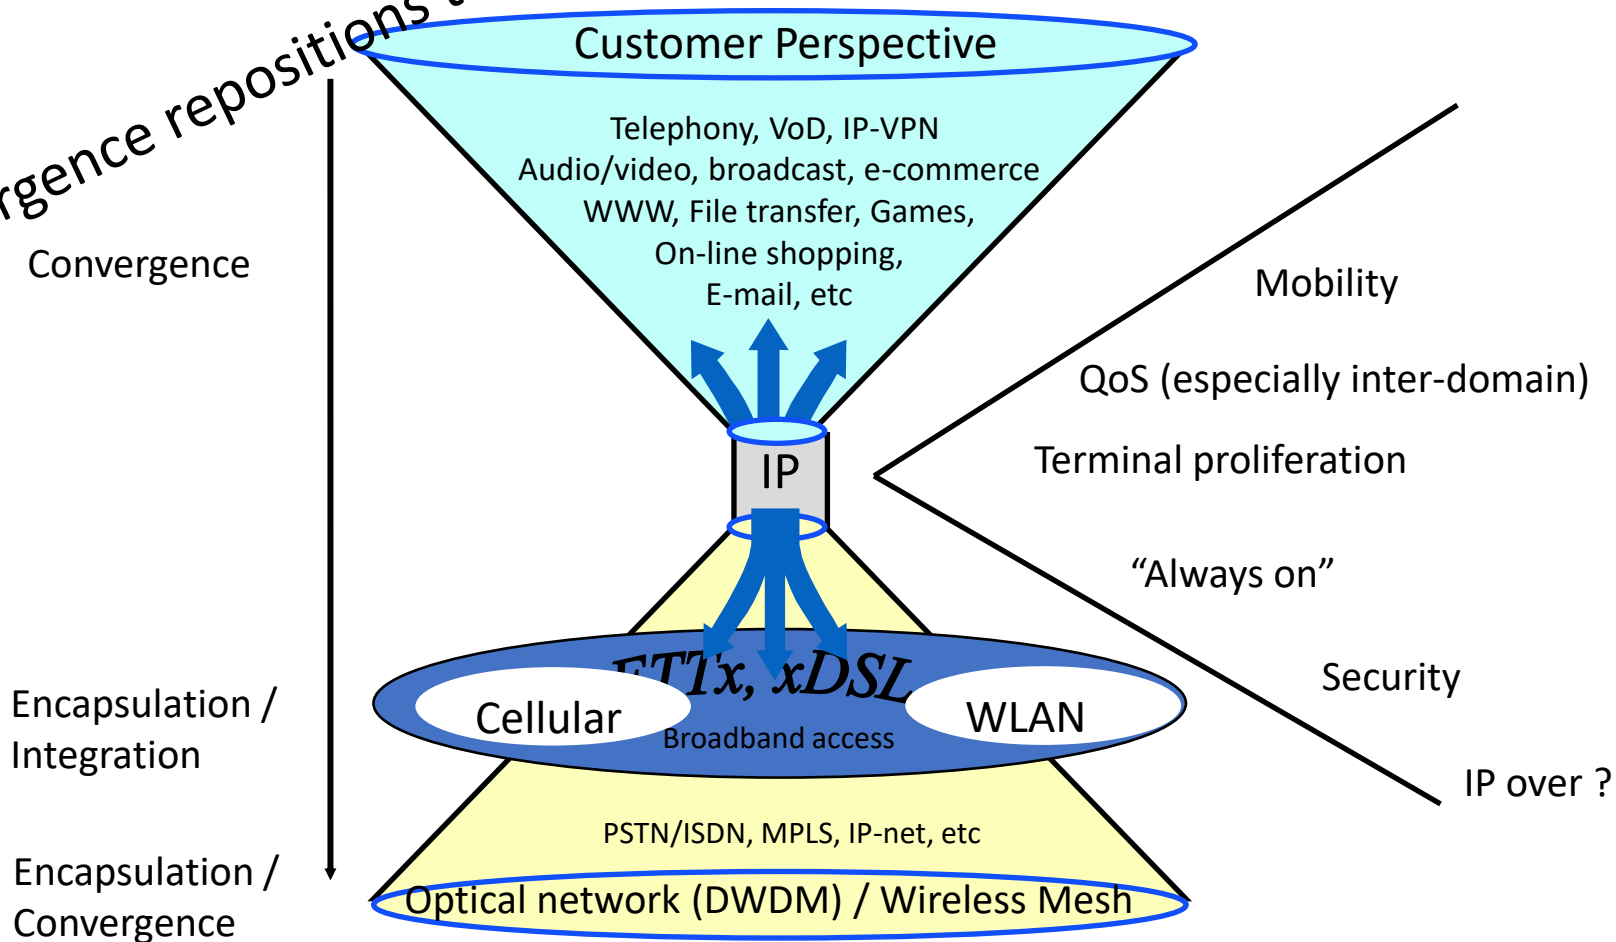 repositions
Customer Perspective
Telephony, VoD, IP-VPN
Audio/video, broadcast, e-commerce
WWW, File transfer, Games,
On-line shopping,
E-mail, etc
Convergence
Mobility
QoS (especially inter-domain)
IP
Terminal proliferation
“Always on”
FTTx, xDSL
Cellular
WLAN
Broadband access
Security
Encapsulation /
Integration
IP over ?
PSTN/ISDN, MPLS, IP-net, etc
Encapsulation /
Convergence
Optical network (DWDM) / Wireless Mesh